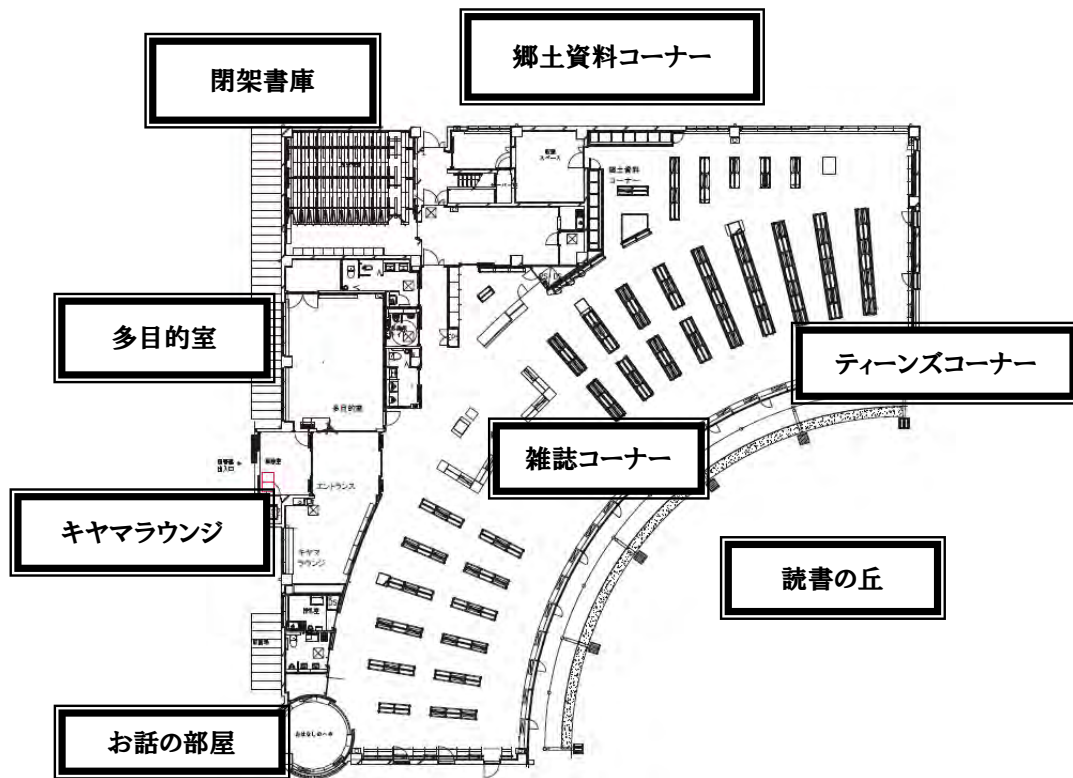 郷土資料コーナー
閉架書庫
郷土資料
コーナー
多目的室
ティーンズコーナー
多目的室
雑誌コーナー
エントランス
キヤマラウンジ
キヤマ
ラウンジ
読書の丘
お話の部屋
おはなしのへや